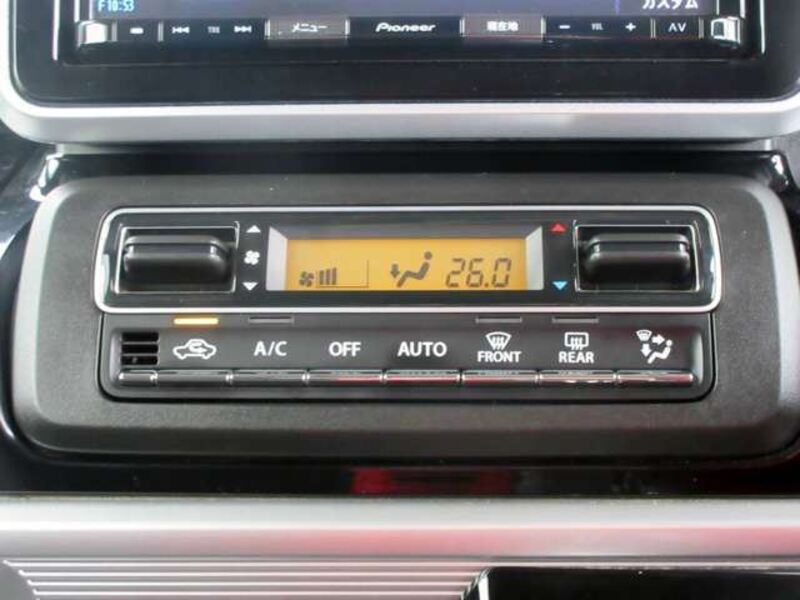 F10:53 カスタム
TRK メニュー Pioneer 現在地 VOL AV
26.0
A/C OFF AUTO FRONT REAR